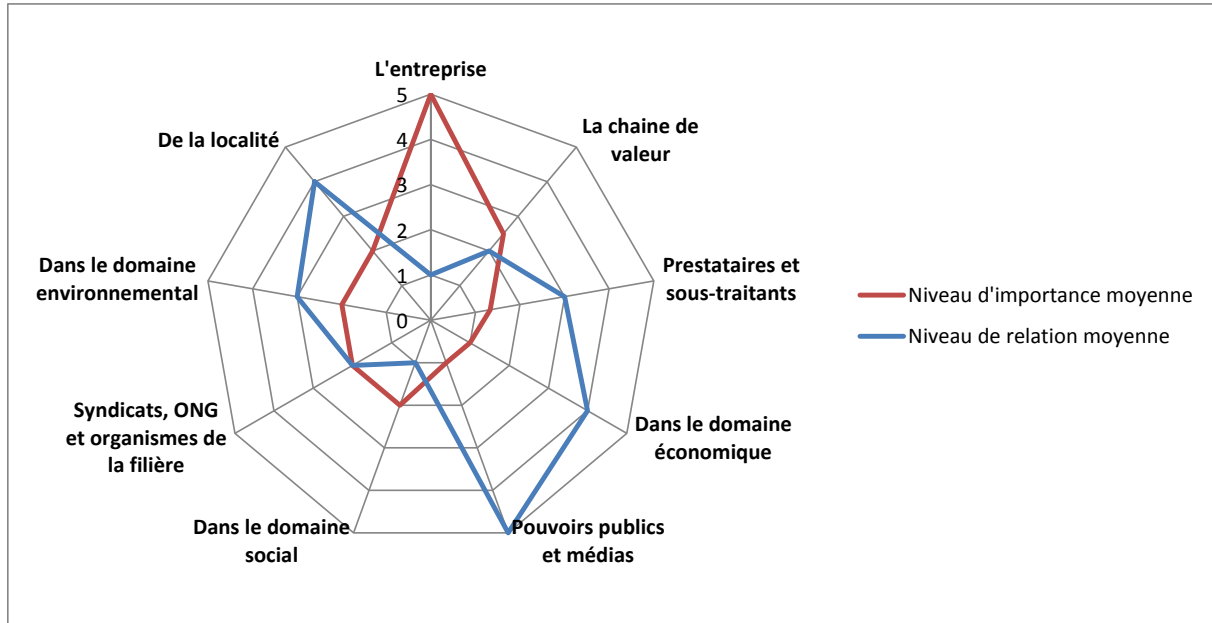 L'entreprise
La chaine de
valeur
Prestataires et
sous-traitants
Dans le domaine
économique
Pouvoirs publics
et médias
Dans le domaine
social
Syndicats, ONG
et organismes de
la filière
Dans le domaine
environnemental
De la localité
5
4
3
2
1
0
Niveau d'importance moyenne
Niveau de relation moyenne